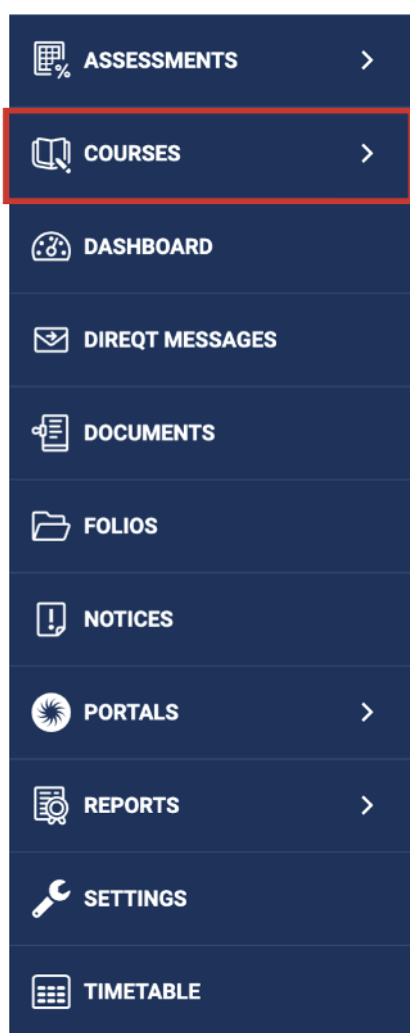 ASSESSMENTS
COURSES
DASHBOARD
DIREQT MESSAGES
DOCUMENTS
FOLIOS
NOTICES
PORTALS
REPORTS
SETTINGS
TIMETABLE